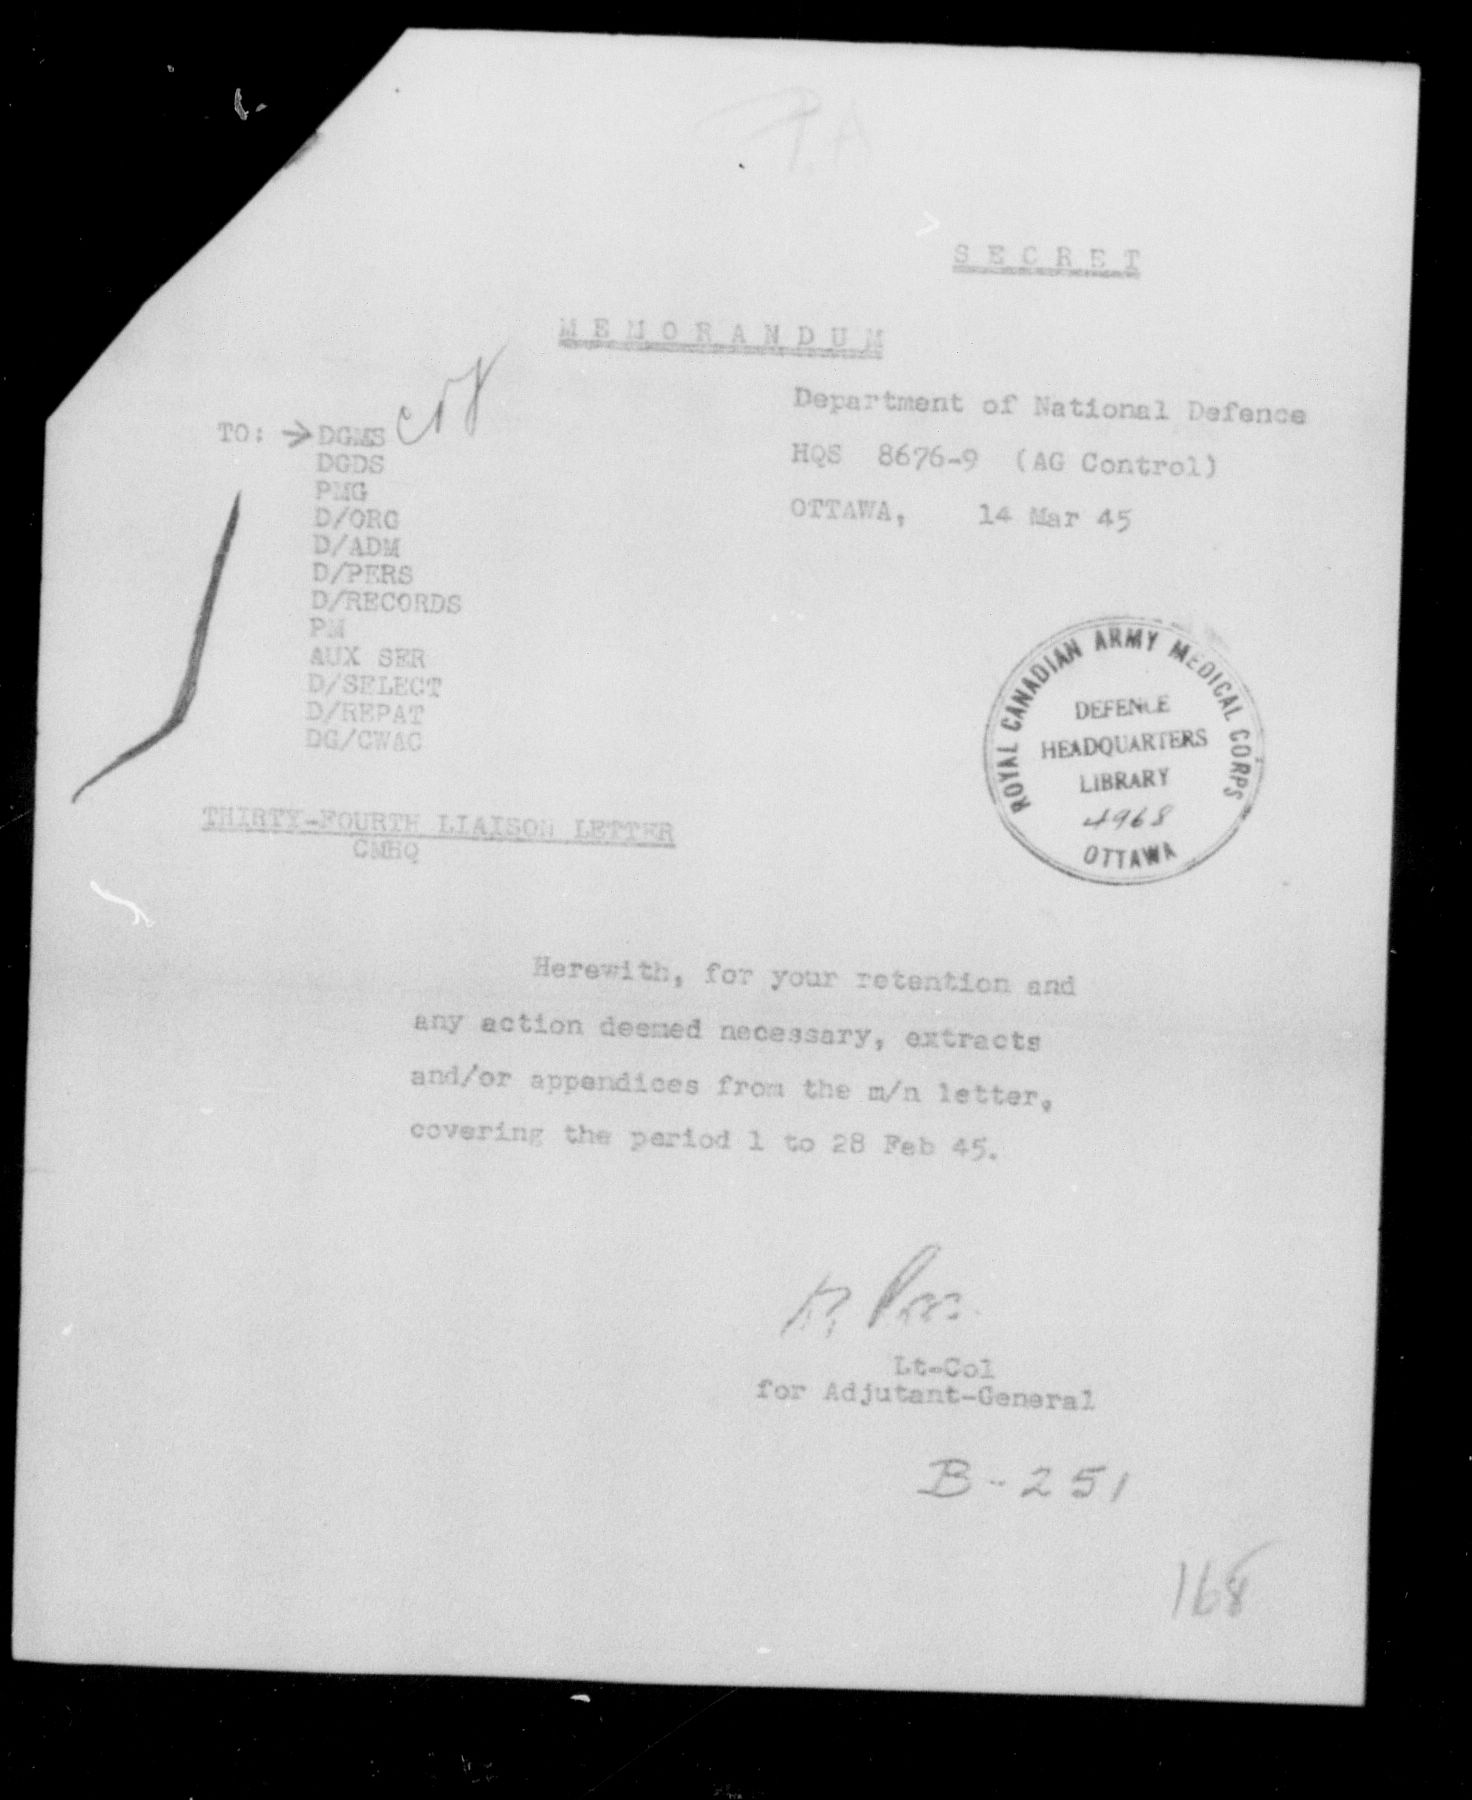 P.A
SECRET
MEMORANDUM
Department of National Defence
HQS 8676-9 (AG Control)
OTTAWA, 14 Mar 45
TO: → DGMS
DGDS
PMG
D/ORG
D/ADM
D/PERS
D/RECORDS
PM
AUX SER
D/SELECT
D/REPAT
DG/CWAC
ROYAL CANADIAN ARMY MEDICAL CORPS
DEFENCE
HEADQUARTERS
LIBRARY
4968
OTTAWA
THIRTY-FOURTH LIAISON LETTER
CMHQ
Herewith, for your retention and
any action deemed necessary, extracts
and/or appendices from the m/n letter,
covering the period 1 to 28 Feb 45.
Lt-Col
for Adjutant-General
B-251
168